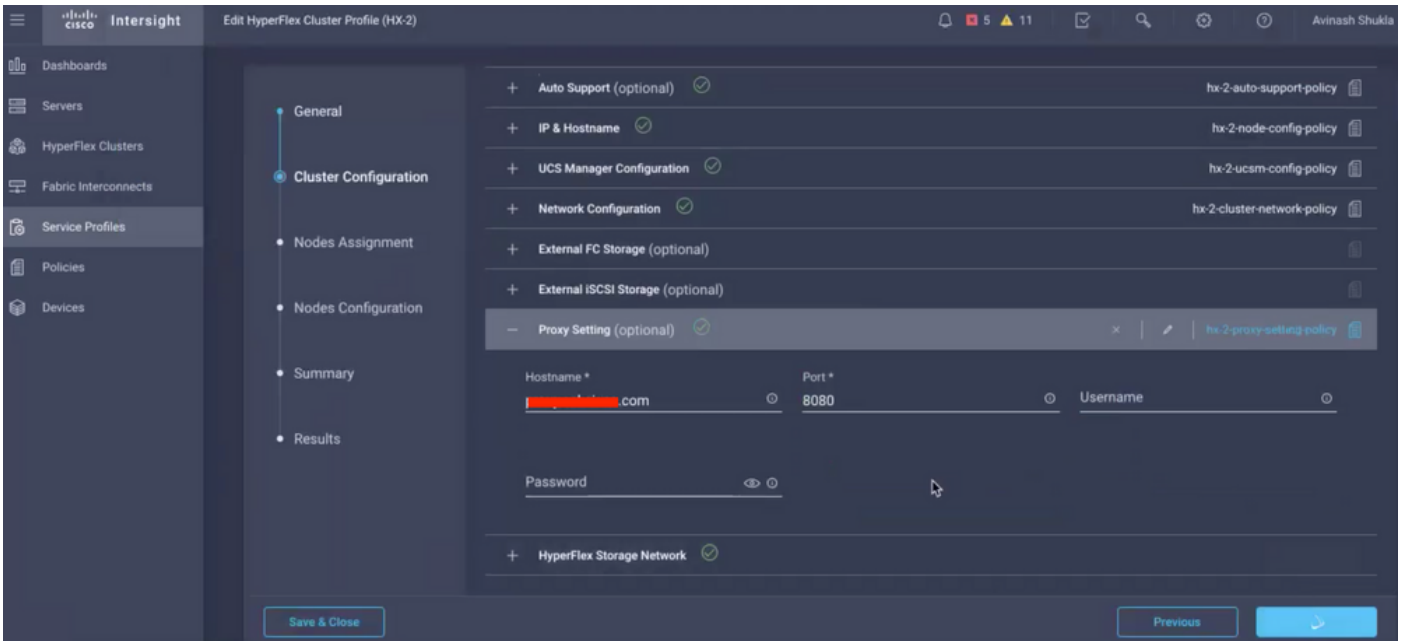 cisco Intersight
Edit HyperFlex Cluster Profile (HX-2)
5 11
Avinash Shukla
Dashboards
Servers
HyperFlex Clusters
Fabric Interconnects
Service Profiles
Policies
Devices
General
Cluster Configuration
Nodes Assignment
Nodes Configuration
Summary
Results
+ Auto Support (optional) hx-2-auto-support-policy
+ IP & Hostname hx-2-node-config-policy
+ UCS Manager Configuration hx-2-ucsm-config-policy
+ Network Configuration hx-2-cluster-network-policy
+ External FC Storage (optional)
+ External iSCSI Storage (optional)
− Proxy Setting (optional) × | | hx-2-proxy-setting-policy
Hostname * Port *
.com 8080 Username
Password
+ HyperFlex Storage Network
Save & Close Previous